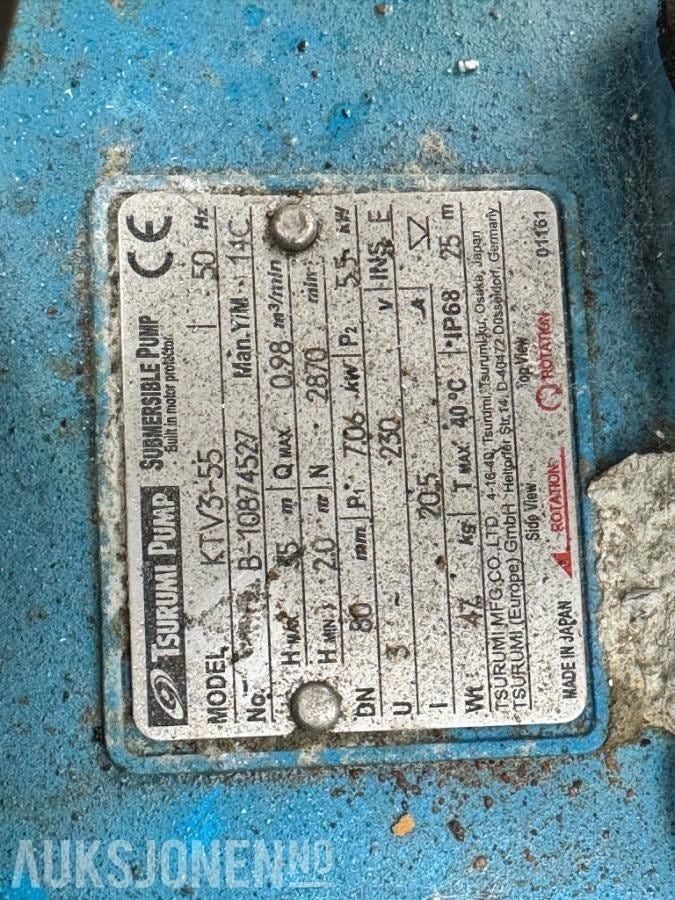 TSURUMI PUMP SUBMERSIBLE PUMP CE
Built in motor protector
MODEL KTV3-55 50 Hz
No. B-10874527 Man. Y/M. 14C
H MAX 35 m Q MAX 0.98 m³/min
H MIN. 2.0 m N 2870 min
DN 80 mm P₁ 7.06 kW P₂ 5.5 kW
U 3 ~ 230 V INS. E
I 20.5 A
Wt 47 kg T MAX 40 °C IP68 25 m
TSURUMI MFG.CO.,LTD. 4-16-40, Tsurumi, Tsurumi-ku, Osaka, Japan
TSURUMI (Europe) GmbH Heltorfer Str. 14, D-40472 Düsseldorf, Germany
Side View Top View
MADE IN JAPAN ROTATION ROTATION 01161
AUKSJONEN.NO